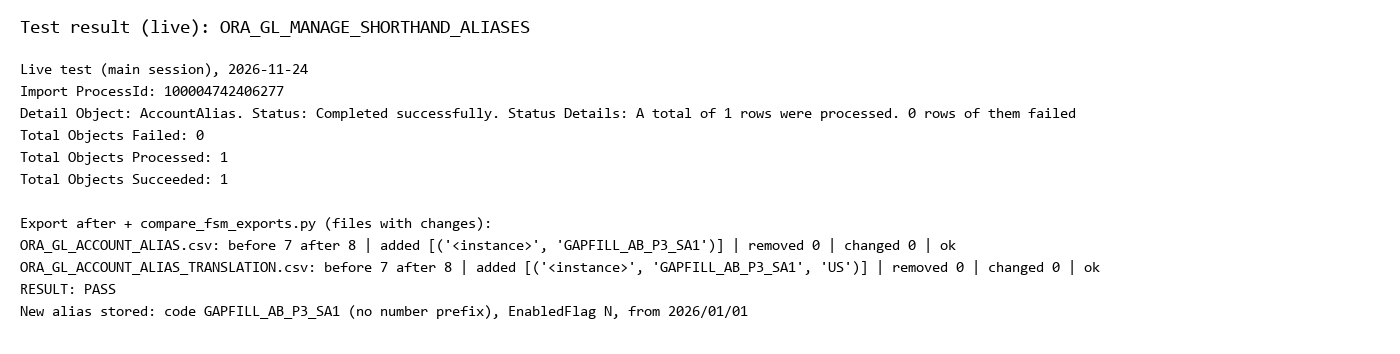 Test result (live): ORA_GL_MANAGE_SHORTHAND_ALIASES
Live test (main session), 2026-11-24
Import ProcessId: 100004742406277
Detail Object: AccountAlias. Status: Completed successfully. Status Details: A total of 1 rows were processed. 0 rows of them failed
Total Objects Failed: 0
Total Objects Processed: 1
Total Objects Succeeded: 1
Export after + compare_fsm_exports.py (files with changes):
ORA_GL_ACCOUNT_ALIAS.csv: before 7 after 8 | added [('<instance>', 'GAPFILL_AB_P3_SA1')] | removed 0 | changed 0 | ok
ORA_GL_ACCOUNT_ALIAS_TRANSLATION.csv: before 7 after 8 | added [('<instance>', 'GAPFILL_AB_P3_SA1', 'US')] | removed 0 | changed 0 | ok
RESULT: PASS
New alias stored: code GAPFILL_AB_P3_SA1 (no number prefix), EnabledFlag N, from 2026/01/01